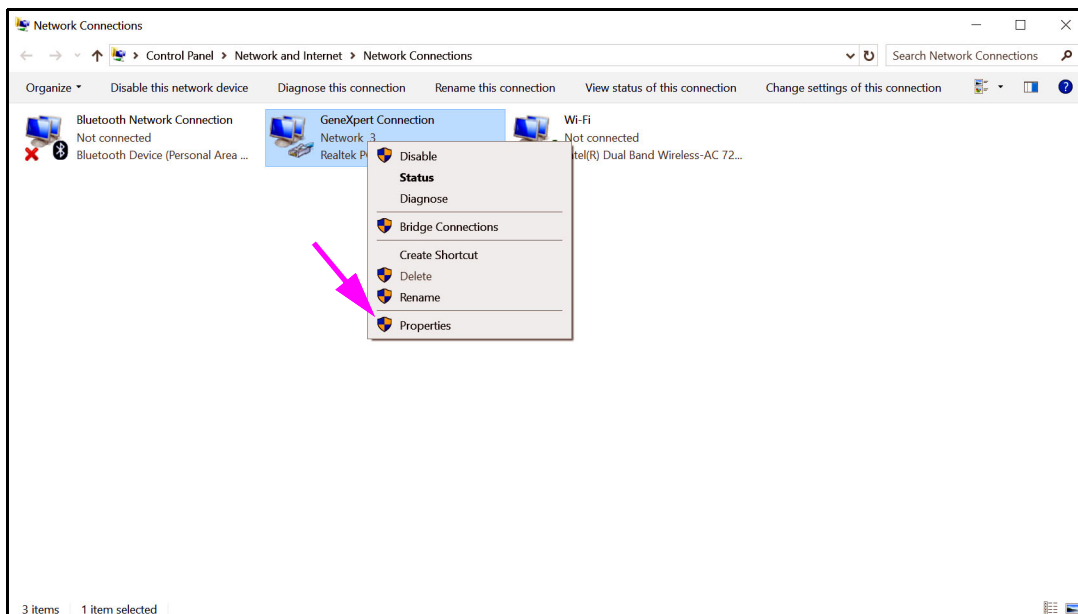 Network Connections
Control Panel > Network and Internet > Network Connections
Search Network Connections
Organize
Disable this network device
Diagnose this connection
Rename this connection
View status of this connection
Change settings of this connection
Bluetooth Network Connection
Not connected
Bluetooth Device (Personal Area ...
GeneXpert Connection
Network 3
Realtek
Wi-Fi
Not connected
Dual Band Wireless-AC 72...
Disable
Status
Diagnose
Bridge Connections
Create Shortcut
Delete
Rename
Properties
3 items
1 item selected